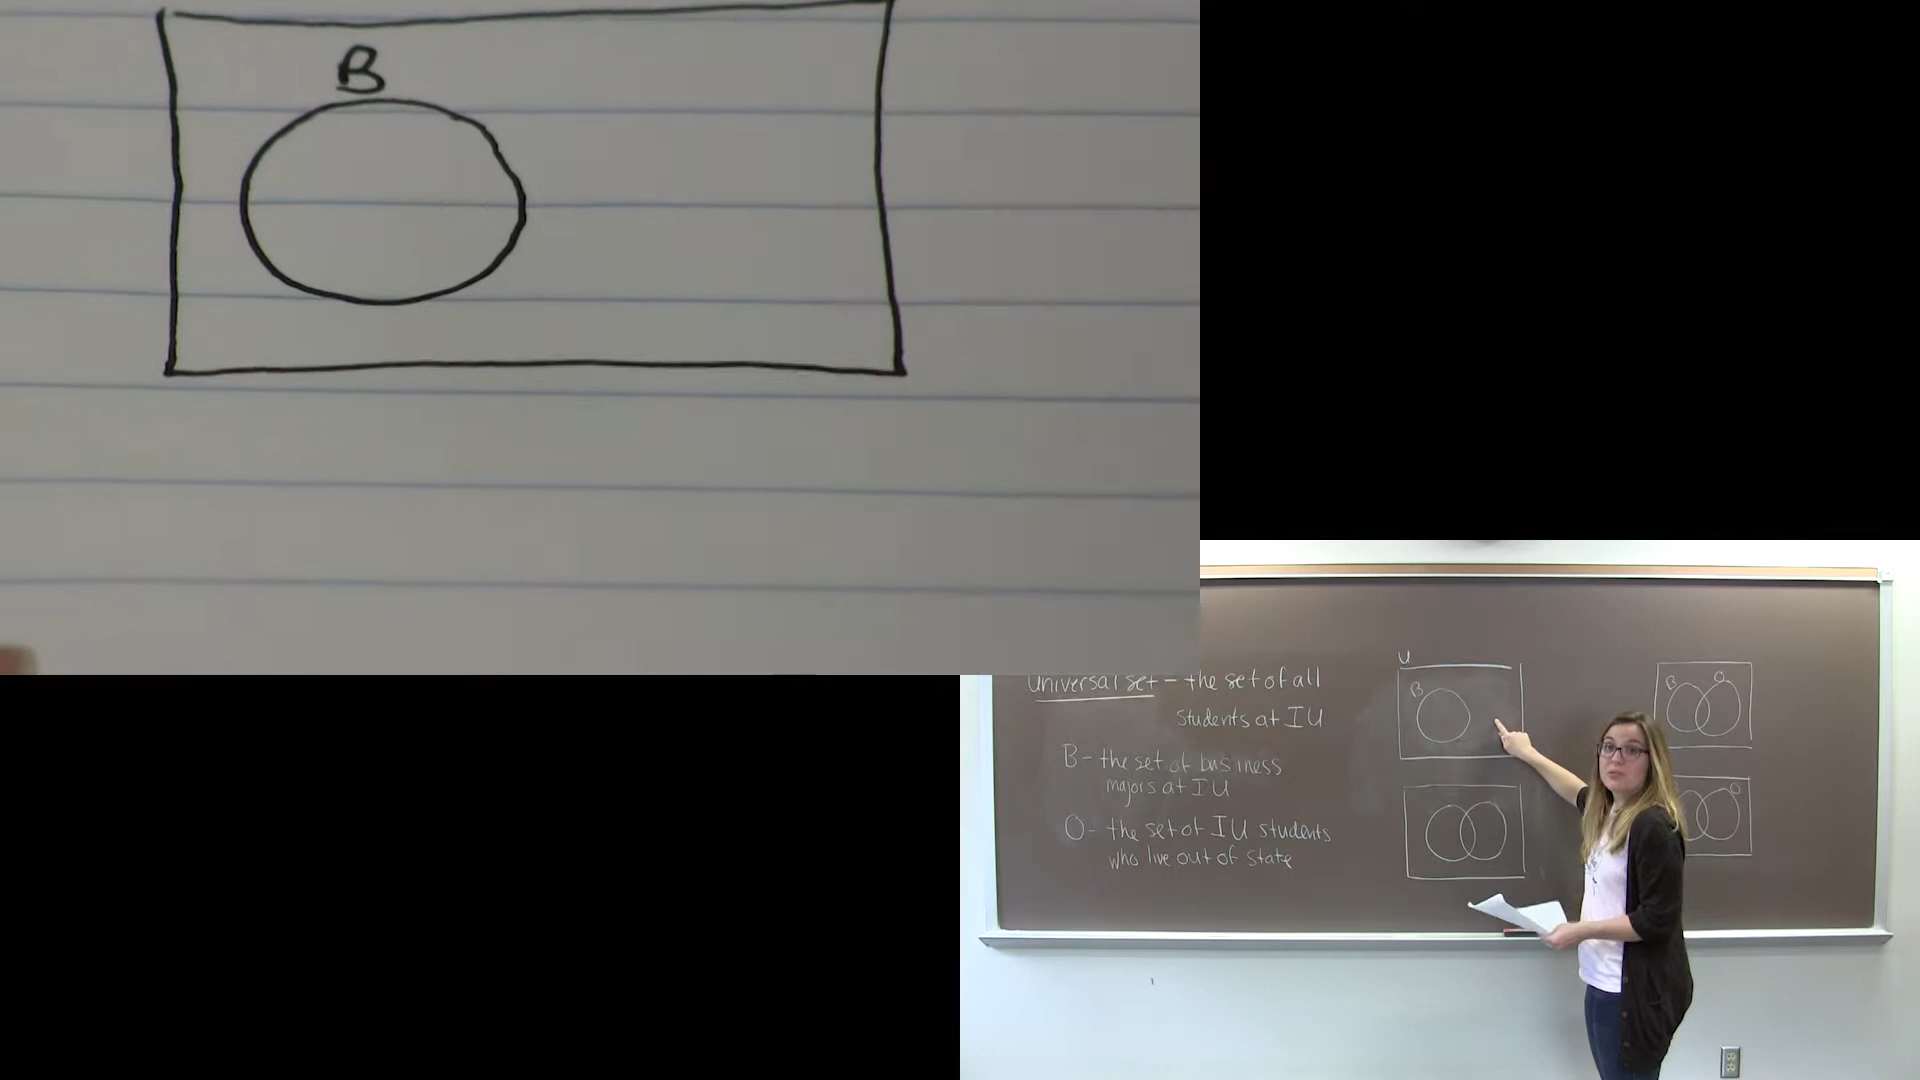 B
Universal set - the set of all
students at IU
B - the set of business
majors at IU
O - the set of IU students
who live out of state
U
B
B O
O